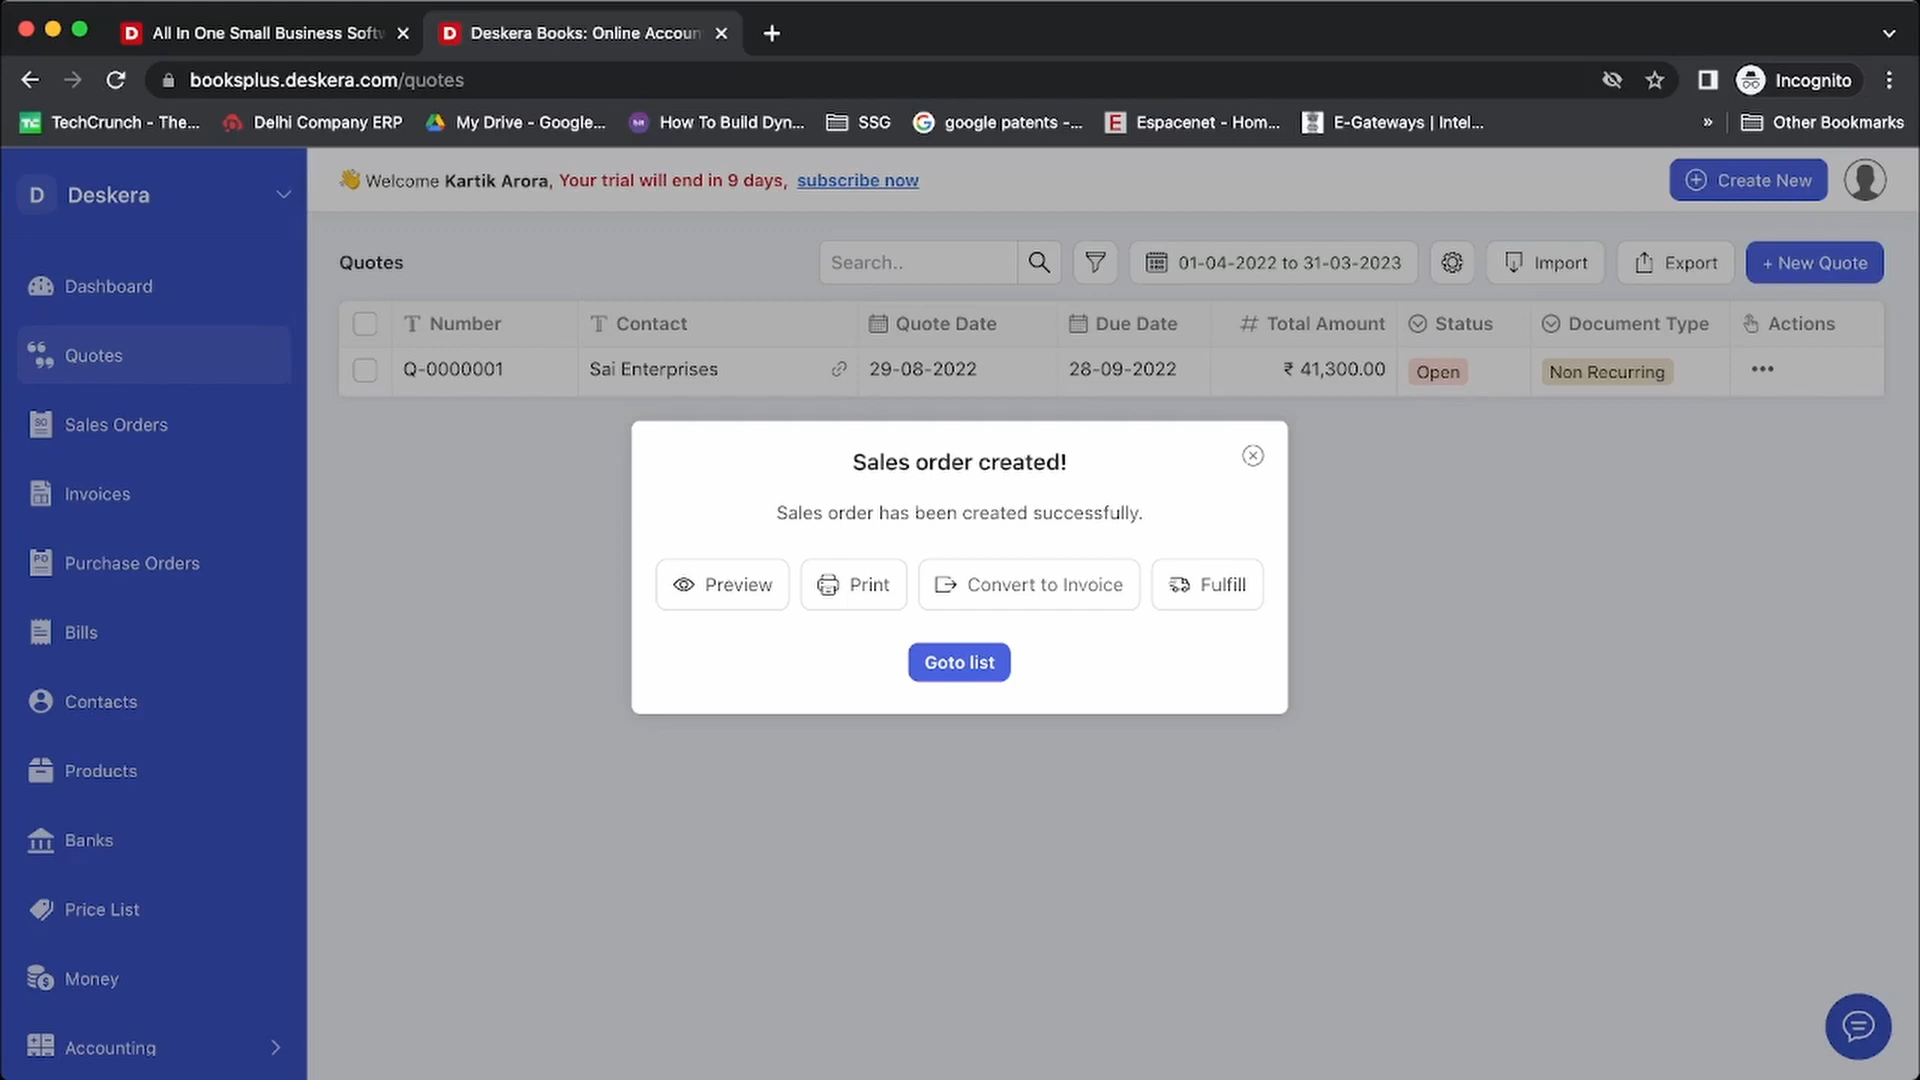 All In One Small Business Softw
Deskera Books: Online Accoun
booksplus.deskera.com/quotes
Incognito
TechCrunch - The...
Delhi Company ERP
My Drive - Google...
How To Build Dyn...
SSG
google patents -...
Espacenet - Hom...
E-Gateways | Intel...
»
Other Bookmarks
D Deskera
👋 Welcome Kartik Arora, Your trial will end in 9 days, subscribe now
Create New
Dashboard
Quotes
Sales Orders
Invoices
Purchase Orders
Bills
Contacts
Products
Banks
Price List
Money
Accounting
Quotes
Search..
01-04-2022 to 31-03-2023
Import
Export
+ New Quote
Number Contact Quote Date Due Date # Total Amount Status Document Type Actions
Q-0000001 Sai Enterprises 29-08-2022 28-09-2022 ₹ 41,300.00 Open Non Recurring •••
Sales order created!
Sales order has been created successfully.
Preview Print Convert to Invoice Fulfill
Goto list